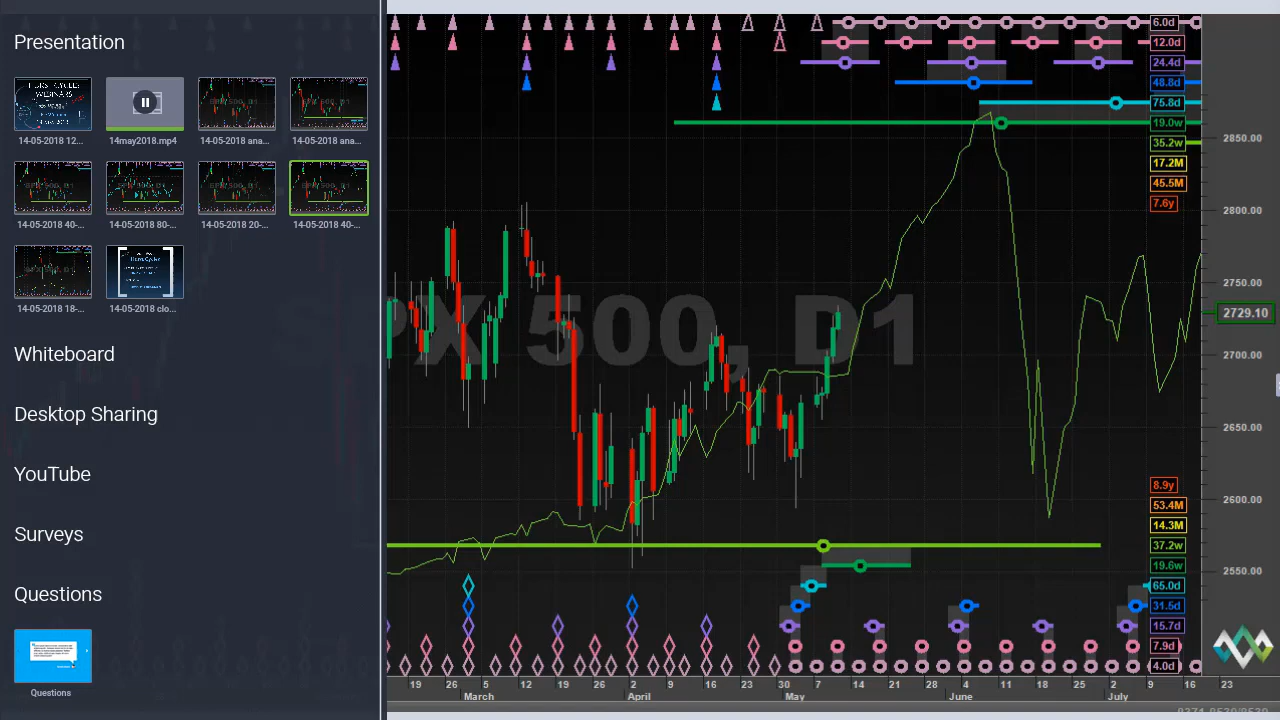 Presentation
14-05-2018 12...
14may2018.mp4
14-05-2018 ana...
14-05-2018 ana...
14-05-2018 40-...
14-05-2018 80-...
14-05-2018 20-...
14-05-2018 40-...
14-05-2018 18-...
14-05-2018 clo...
Whiteboard
Desktop Sharing
YouTube
Surveys
Questions
Questions
SPX 500, D1
6.0d
12.0d
24.4d
48.8d
75.8d
19.0w
35.2w
17.2M
45.5M
7.6y
8.9y
53.4M
14.3M
37.2w
19.6w
65.0d
31.5d
15.7d
7.9d
4.0d
2850.00
2800.00
2750.00
2729.10
2700.00
2650.00
2600.00
2550.00
19 26 5 12 19 26 2 9 16 23 30 7 14 21 28 4 11 18 25 2 9 16 23
March April May June July